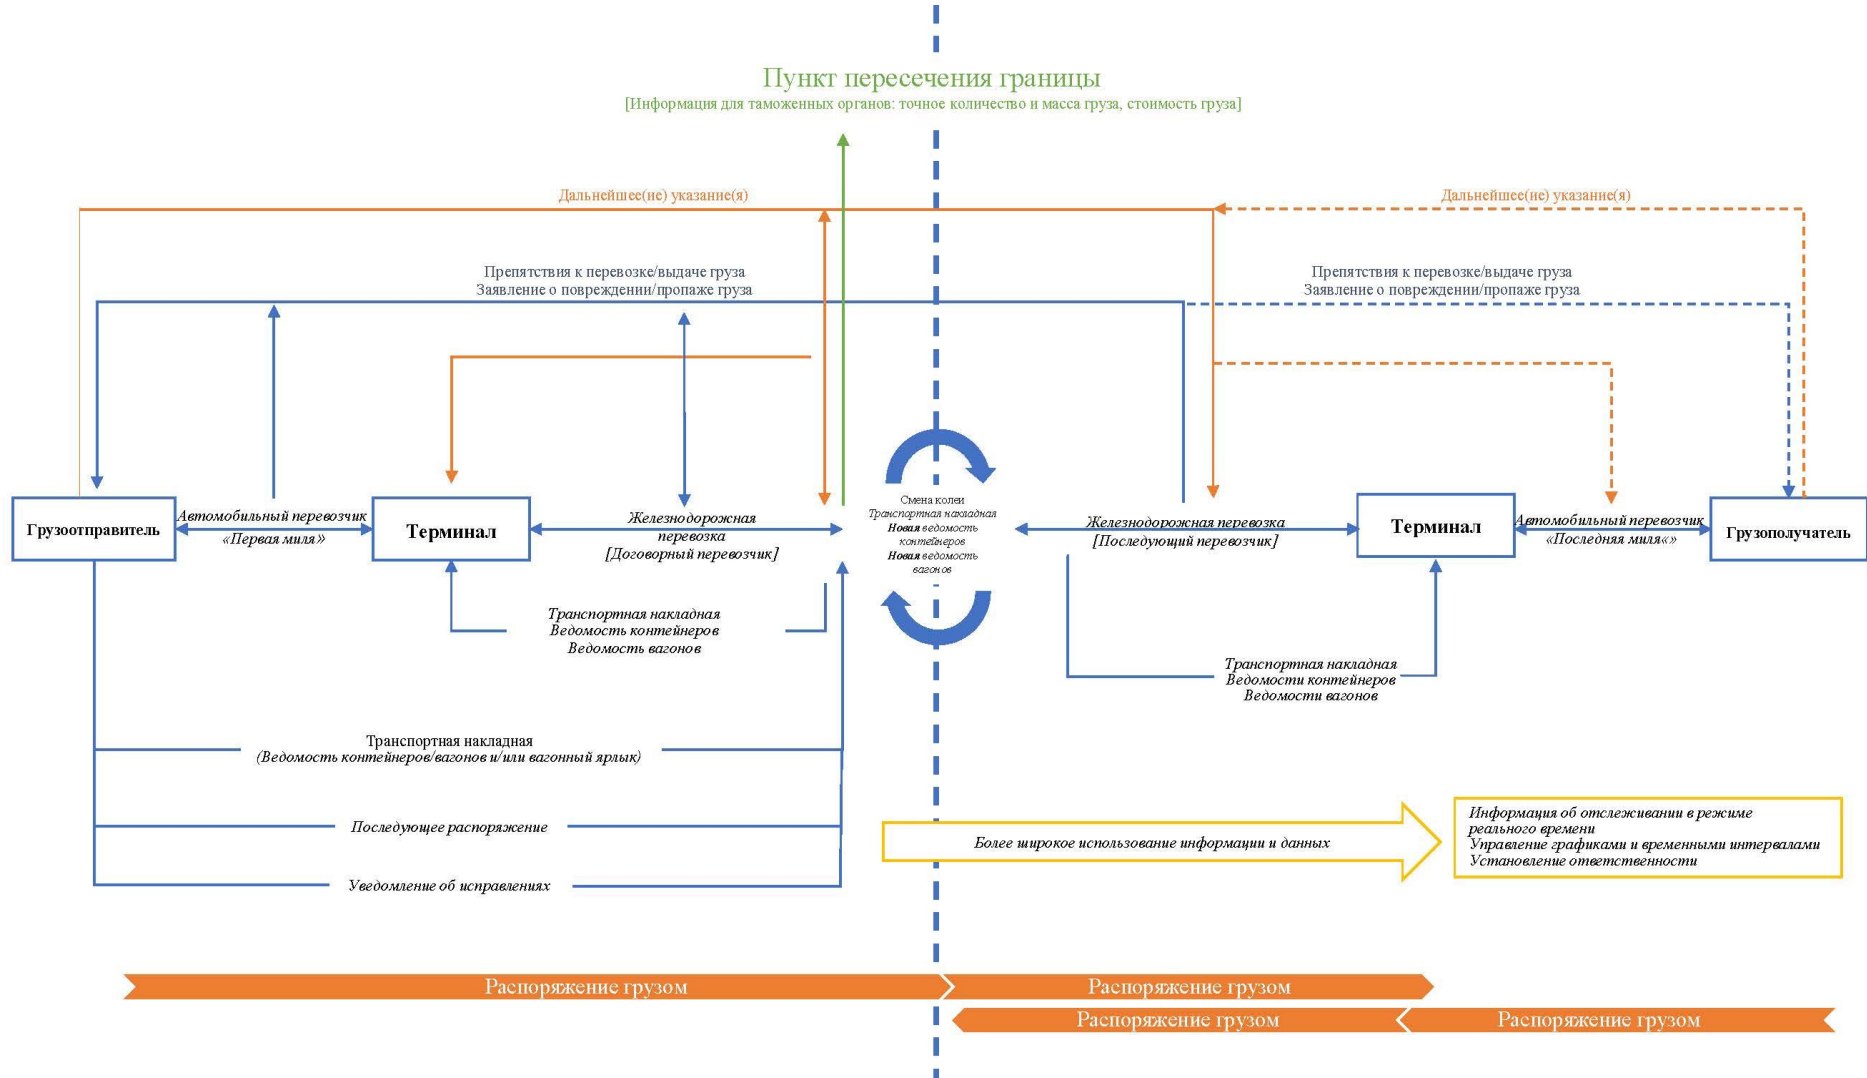 Пункт пересечения границы
[Информация для таможенных органов: точное количество и масса груза, стоимость груза]
Дальнейшее(ие) указание(я)
Дальнейшее(ие) указание(я)
Препятствия к перевозке/выдаче груза
Заявление о повреждении/пропаже груза
Препятствия к перевозке/выдаче груза
Заявление о повреждении/пропаже груза
Грузоотправитель
Автомобильный перевозчик
«Первая миля»
Терминал
Железнодорожная
перевозка
[Договорный перевозчик]
Смена колеи
Транспортная накладная
Новая ведомость
контейнеров
Новая ведомость
вагонов
Железнодорожная перевозка
[Последующий перевозчик]
Терминал
Автомобильный перевозчик
«Последняя миля«)
Грузополучатель
Транспортная накладная
Ведомость контейнеров
Ведомость вагонов
Транспортная накладная
Ведомости контейнеров
Ведомости вагонов
Транспортная накладная
(Ведомость контейнеров/вагонов и/или вагонный ярлык)
Последующее распоряжение
Уведомление об исправлениях
Более широкое использование информации и данных
Информация об отслеживании в режиме
реального времени
Управление графиками и временными интервалами
Установление ответственности
Распоряжение грузом
Распоряжение грузом
Распоряжение грузом
Распоряжение грузом